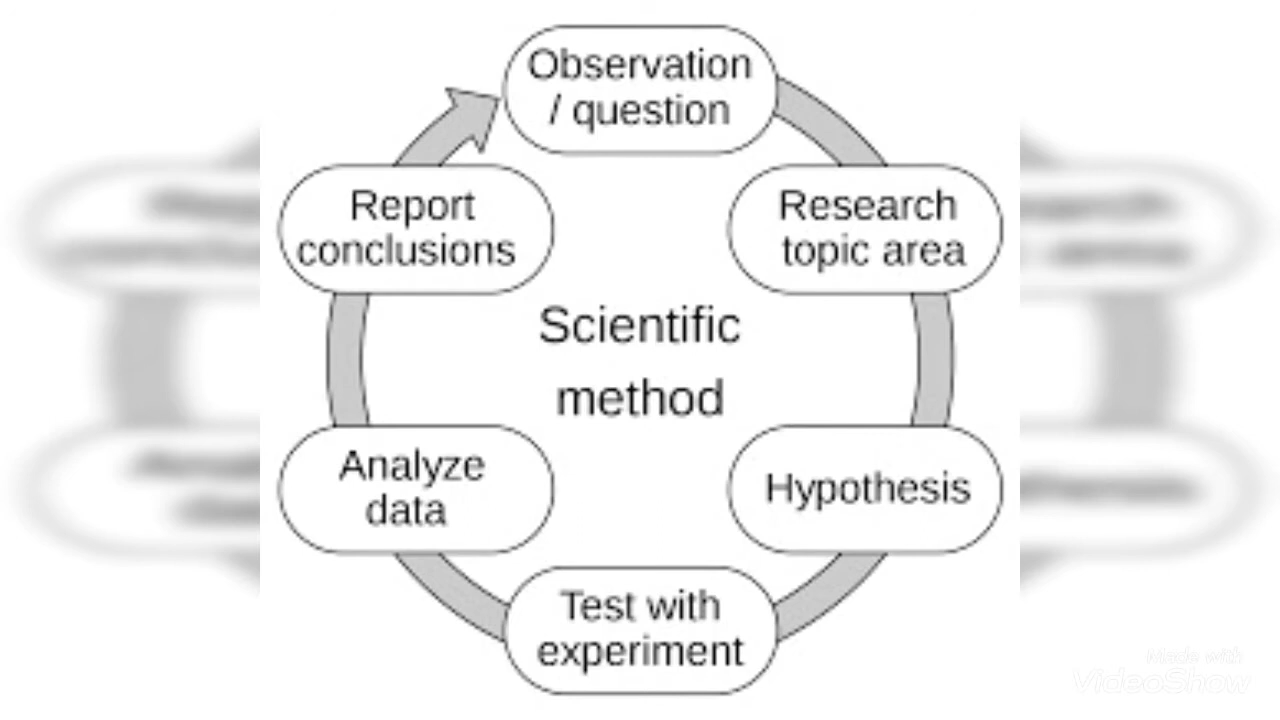 Observation
/ question
Research
topic area
Hypothesis
Test with
experiment
Analyze
data
Report
conclusions
Scientific
method
Made with
VideoShow